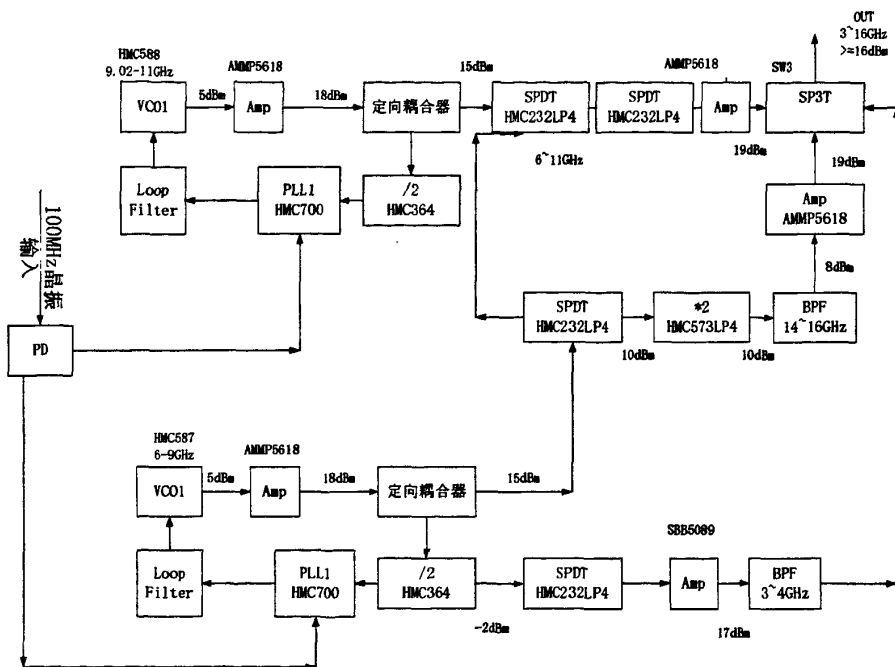 OUT
3~16GHz
>=16dBm
HMC588
9.02-11GHz
AMMP5618
15dBm
AMMP5618
SW3
VCO1
5dBm
Amp
18dBm
定向耦合器
SPDT
HMC232LP4
SPDT
HMC232LP4
Amp
SP3T
6~11GHz
19dBm
19dBm
Loop
Filter
PLL1
HMC700
/2
HMC364
Amp
AMMP5618
100MHz晶振
输入
8dBm
PD
SPDT
HMC232LP4
*2
HMC573LP4
BPF
14~16GHz
10dBm
10dBm
HMC587
6-9GHz
AMMP5618
VCO1
5dBm
Amp
18dBm
定向耦合器
15dBm
SBB5089
Loop
Filter
PLL1
HMC700
/2
HMC364
SPDT
HMC232LP4
Amp
BPF
3~4GHz
-2dBm
17dBm